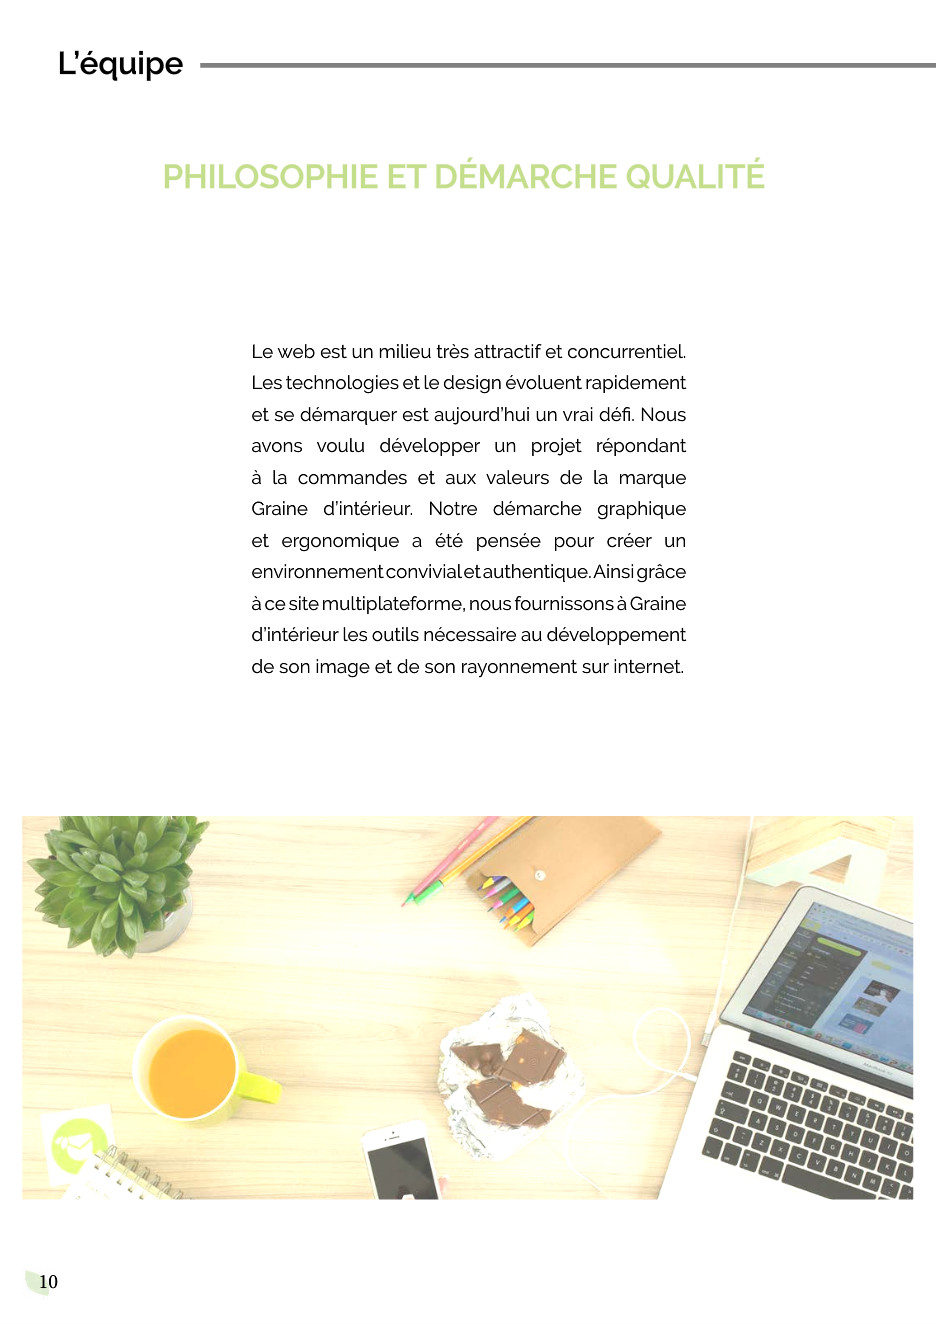 L'équipe
PHILOSOPHIE ET DÉMARCHE QUALITÉ
Le web est un milieu très attractif et concurrentiel.
Les technologies et le design évoluent rapidement
et se démarquer est aujourd'hui un vrai défi. Nous
avons voulu développer un projet répondant
à la commandes et aux valeurs de la marque
Graine d'intérieur. Notre démarche graphique
et ergonomique a été pensée pour créer un
environnement convivial et authentique. Ainsi grâce
à ce site multiplateforme, nous fournissons à Graine
d'intérieur les outils nécessaire au développement
de son image et de son rayonnement sur internet.
10